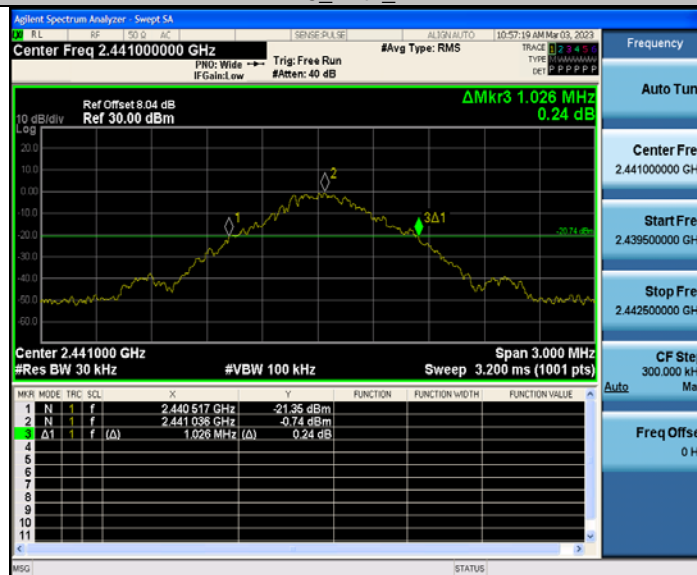 Agilent Spectrum Analyzer - Swept SA
RL RF 50 Ω AC SENSE:PULSE ALIGN AUTO 10:57:19 AM Mar 03, 2023
Center Freq 2.441000000 GHz #Avg Type: RMS TRACE 1 2 3 4 5 6
PNO: Wide Trig: Free Run TYPE MWWWWW
IFGain:Low #Atten: 40 dB DET P P P P P P
Ref Offset 8.04 dB ΔMkr3 1.026 MHz
10 dB/div Ref 30.00 dBm 0.24 dB
Log
20.0
10.0
0.00
-10.0
-20.0
-30.0
-40.0
-50.0
-60.0
1
2
3Δ1
-20.74 dBm
Center 2.441000 GHz Span 3.000 MHz
#Res BW 30 kHz #VBW 100 kHz Sweep 3.200 ms (1001 pts)
MKR MODE TRC SCL X Y FUNCTION FUNCTION WIDTH FUNCTION VALUE
1 N 1 f 2.440 517 GHz -21.35 dBm
2 N 1 f 2.441 036 GHz -0.74 dBm
3 Δ1 1 f (Δ) 1.026 MHz (Δ) 0.24 dB
4
5
6
7
8
9
10
11
MSG STATUS
Frequency
Auto Tun
Center Fre
2.441000000 GH
Start Fre
2.439500000 GH
Stop Fre
2.442500000 GH
CF Ste
300.000 kH
Auto Ma
Freq Offse
0 H